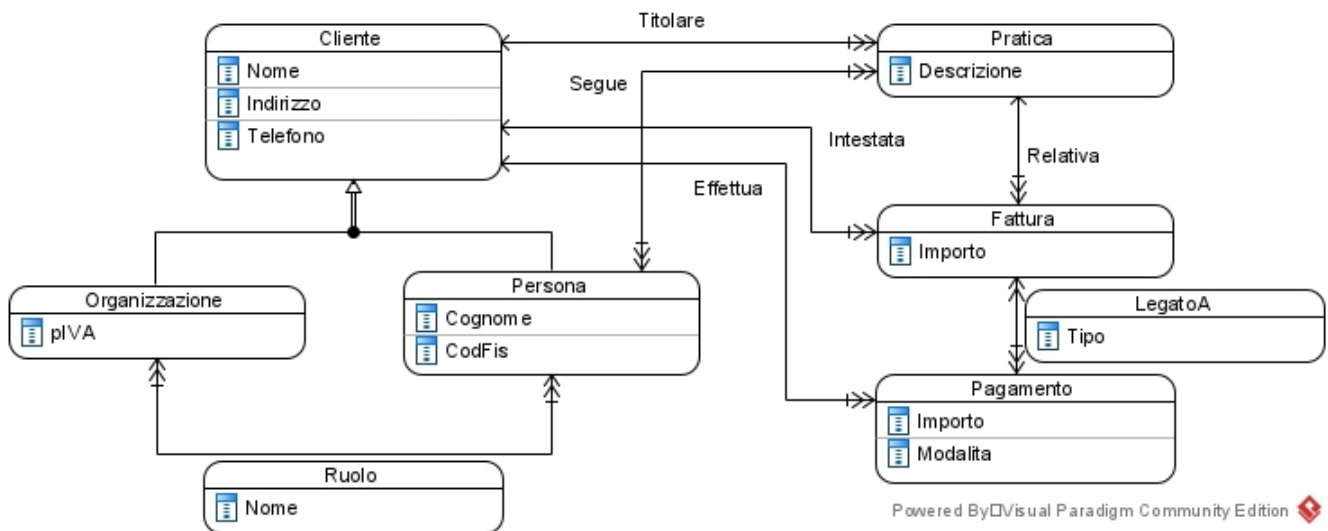 Titolare
Cliente
Nome
Indirizzo
Telefono
Pratica
Descrizione
Segue
Intestata
Relativa
Effettua
Fattura
Importo
Organizzazione
pIVA
Persona
Cognome
CodFis
LegatoA
Tipo
Pagamento
Importo
Modalita
Ruolo
Nome
Powered By□Visual Paradigm Community Edition